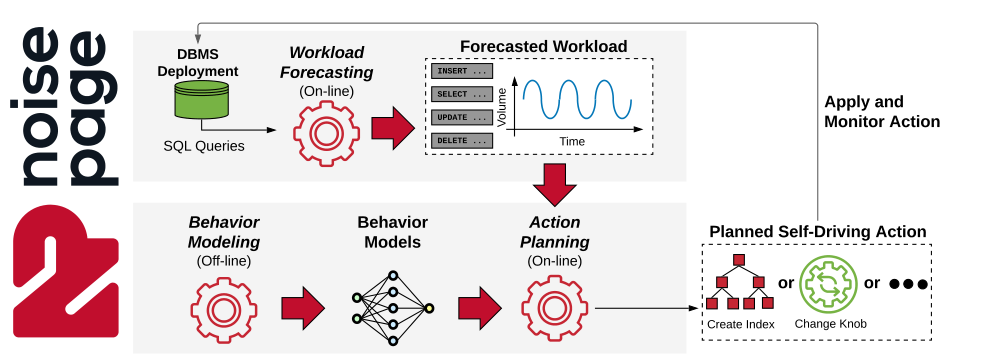 noise
page
DBMS
Deployment
SQL Queries
Workload
Forecasting
(On-line)
Forecasted Workload
INSERT ...
SELECT ...
UPDATE ...
DELETE ...
Volume
Time
Apply and
Monitor Action
Behavior
Modeling
(Off-line)
Behavior
Models
Action
Planning
(On-line)
Planned Self-Driving Action
or
or
Create Index
Change Knob